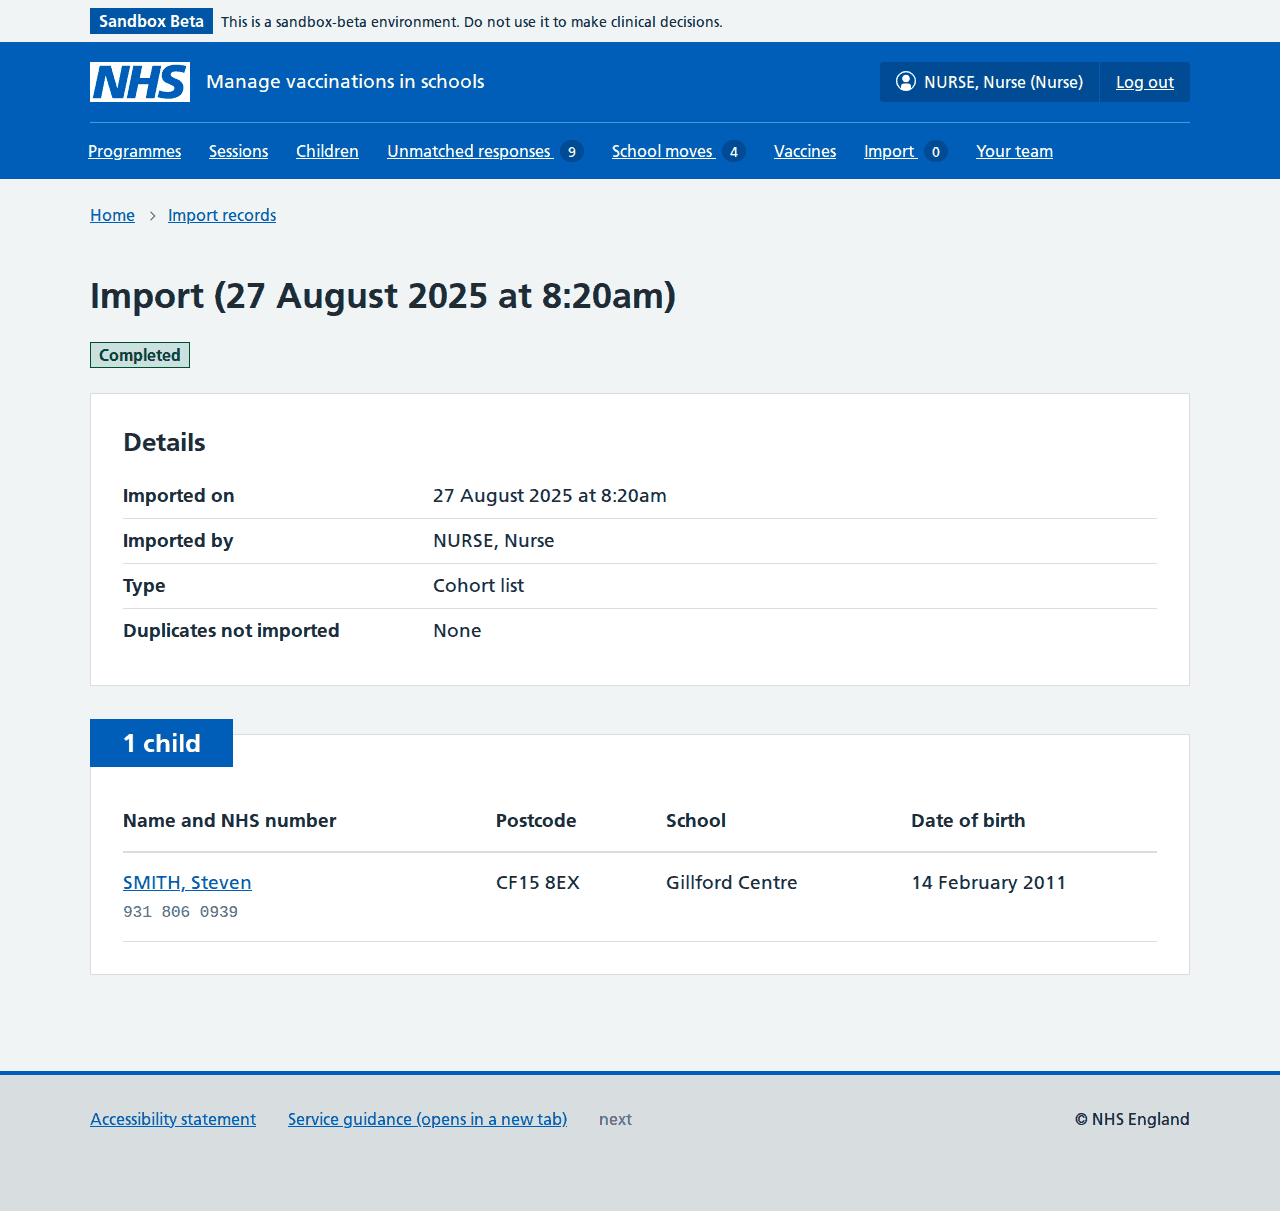 Sandbox Beta This is a sandbox-beta environment. Do not use it to make clinical decisions.
NHS Manage vaccinations in schools NURSE, Nurse (Nurse) Log out
Programmes Sessions Children Unmatched responses 9 School moves 4 Vaccines Import 0 Your team
Home Import records
Import (27 August 2025 at 8:20am)
Completed
Details
Imported on 27 August 2025 at 8:20am
Imported by NURSE, Nurse
Type Cohort list
Duplicates not imported None
1 child
Name and NHS number Postcode School Date of birth
SMITH, Steven CF15 8EX Gillford Centre 14 February 2011
931 806 0939
Accessibility statement Service guidance (opens in a new tab) next © NHS England